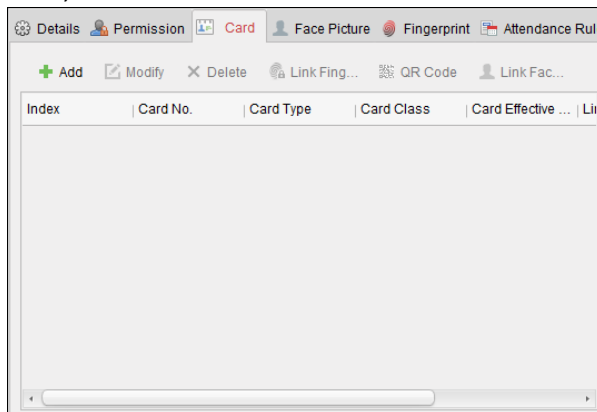 Details Permission Card Face Picture Fingerprint Attendance Rul
Add Modify Delete Link Fing... QR Code Link Fac...
Index Card No. Card Type Card Class Card Effective ... Lin